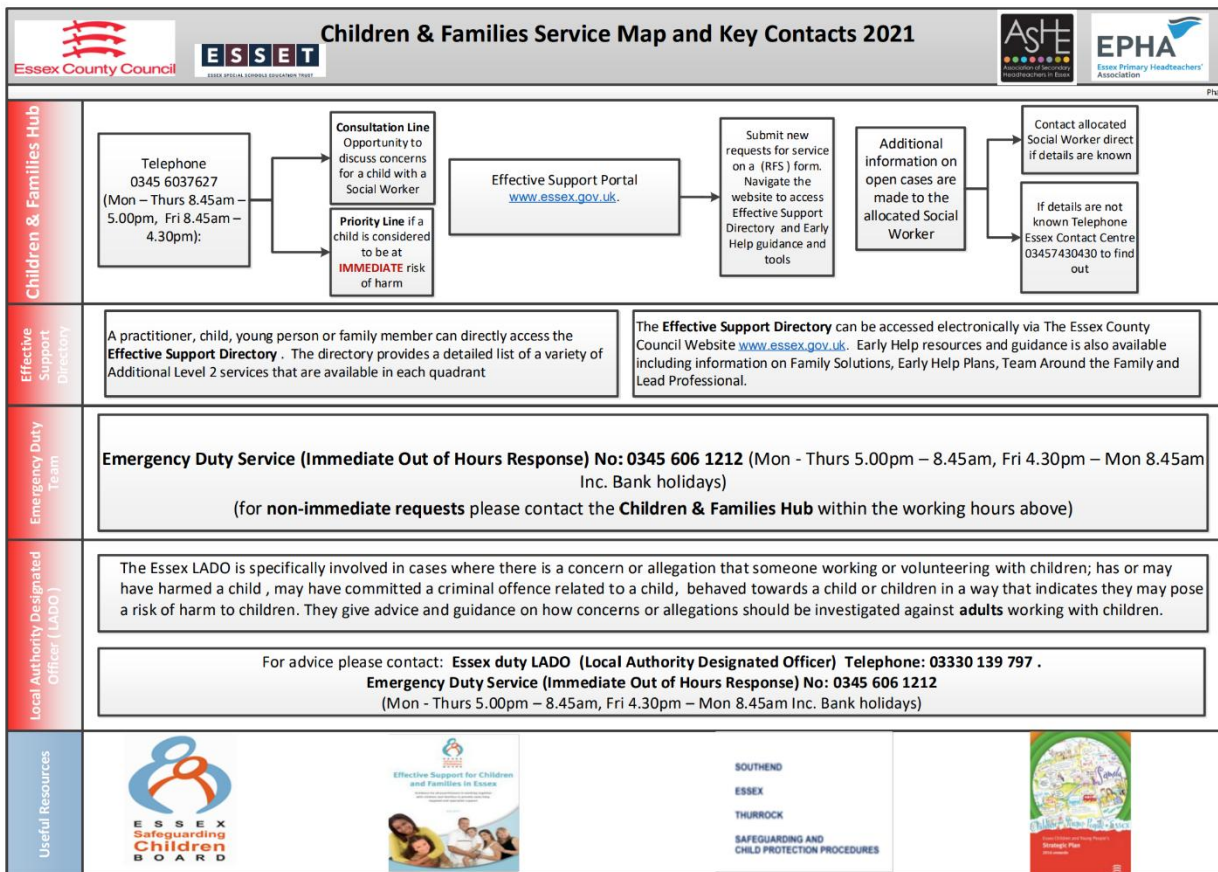 Children & Families Service Map and Key Contacts 2021
Essex County Council
ESSET
ESSEX SPECIAL SCHOOLS EDUCATION TRUST
ASHE
Association of Secondary
Headteachers in Essex
EPHA
Essex Primary Headteachers'
Association
Pha
Children & Families Hub
Telephone
0345 6037627
(Mon – Thurs 8.45am –
5.00pm, Fri 8.45am –
4.30pm):
Consultation Line
Opportunity to
discuss concerns
for a child with a
Social Worker
Priority Line if a
child is considered
to be at
IMMEDIATE risk
of harm
Effective Support Portal
www.essex.gov.uk.
Submit new
requests for service
on a (RFS ) form.
Navigate the
website to access
Effective Support
Directory and Early
Help guidance and
tools
Additional
information on
open cases are
made to the
allocated Social
Worker
Contact allocated
Social Worker direct
if details are known
If details are not
known Telephone
Essex Contact Centre
03457430430 to find
out
Effective
Support
Directory
A practitioner, child, young person or family member can directly access the
Effective Support Directory . The directory provides a detailed list of a variety of
Additional Level 2 services that are available in each quadrant
The Effective Support Directory can be accessed electronically via The Essex County
Council Website www.essex.gov.uk. Early Help resources and guidance is also available
including information on Family Solutions, Early Help Plans, Team Around the Family and
Lead Professional.
Emergency Duty
Team
Emergency Duty Service (Immediate Out of Hours Response) No: 0345 606 1212 (Mon - Thurs 5.00pm – 8.45am, Fri 4.30pm – Mon 8.45am
Inc. Bank holidays)
(for non-immediate requests please contact the Children & Families Hub within the working hours above)
Local Authority Designated
Officer ( LADO )
The Essex LADO is specifically involved in cases where there is a concern or allegation that someone working or volunteering with children; has or may
have harmed a child , may have committed a criminal offence related to a child, behaved towards a child or children in a way that indicates they may pose
a risk of harm to children. They give advice and guidance on how concerns or allegations should be investigated against adults working with children.
For advice please contact: Essex duty LADO (Local Authority Designated Officer) Telephone: 03330 139 797 .
Emergency Duty Service (Immediate Out of Hours Response) No: 0345 606 1212
(Mon - Thurs 5.00pm – 8.45am, Fri 4.30pm – Mon 8.45am Inc. Bank holidays)
Useful Resources
ESSEX
Safeguarding
Children
BOARD
Effective Support for Children
and Families in Essex
SOUTHEND
ESSEX
THURROCK
SAFEGUARDING AND
CHILD PROTECTION PROCEDURES
Strategic Plan